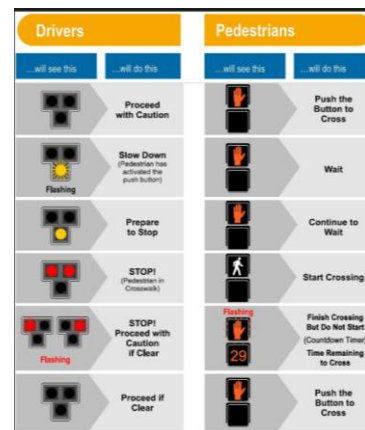 Drivers
Pedestrians
...will see this
...will do this
...will see this
...will do this
Proceed
with Caution
Push the
Button to
Cross
Flashing
Slow Down
(Pedestrian has
activated the
push button)
Wait
Prepare
to Stop
Continue to
Wait
STOP!
(Pedestrian in
Crosswalk)
Start Crossing
Flashing
STOP!
Proceed with
Caution
if Clear
Flashing
29
Finish Crossing
But Do Not Start
(Countdown Timer)
Time Remaining
to Cross
Proceed if
Clear
Push the
Button to
Cross